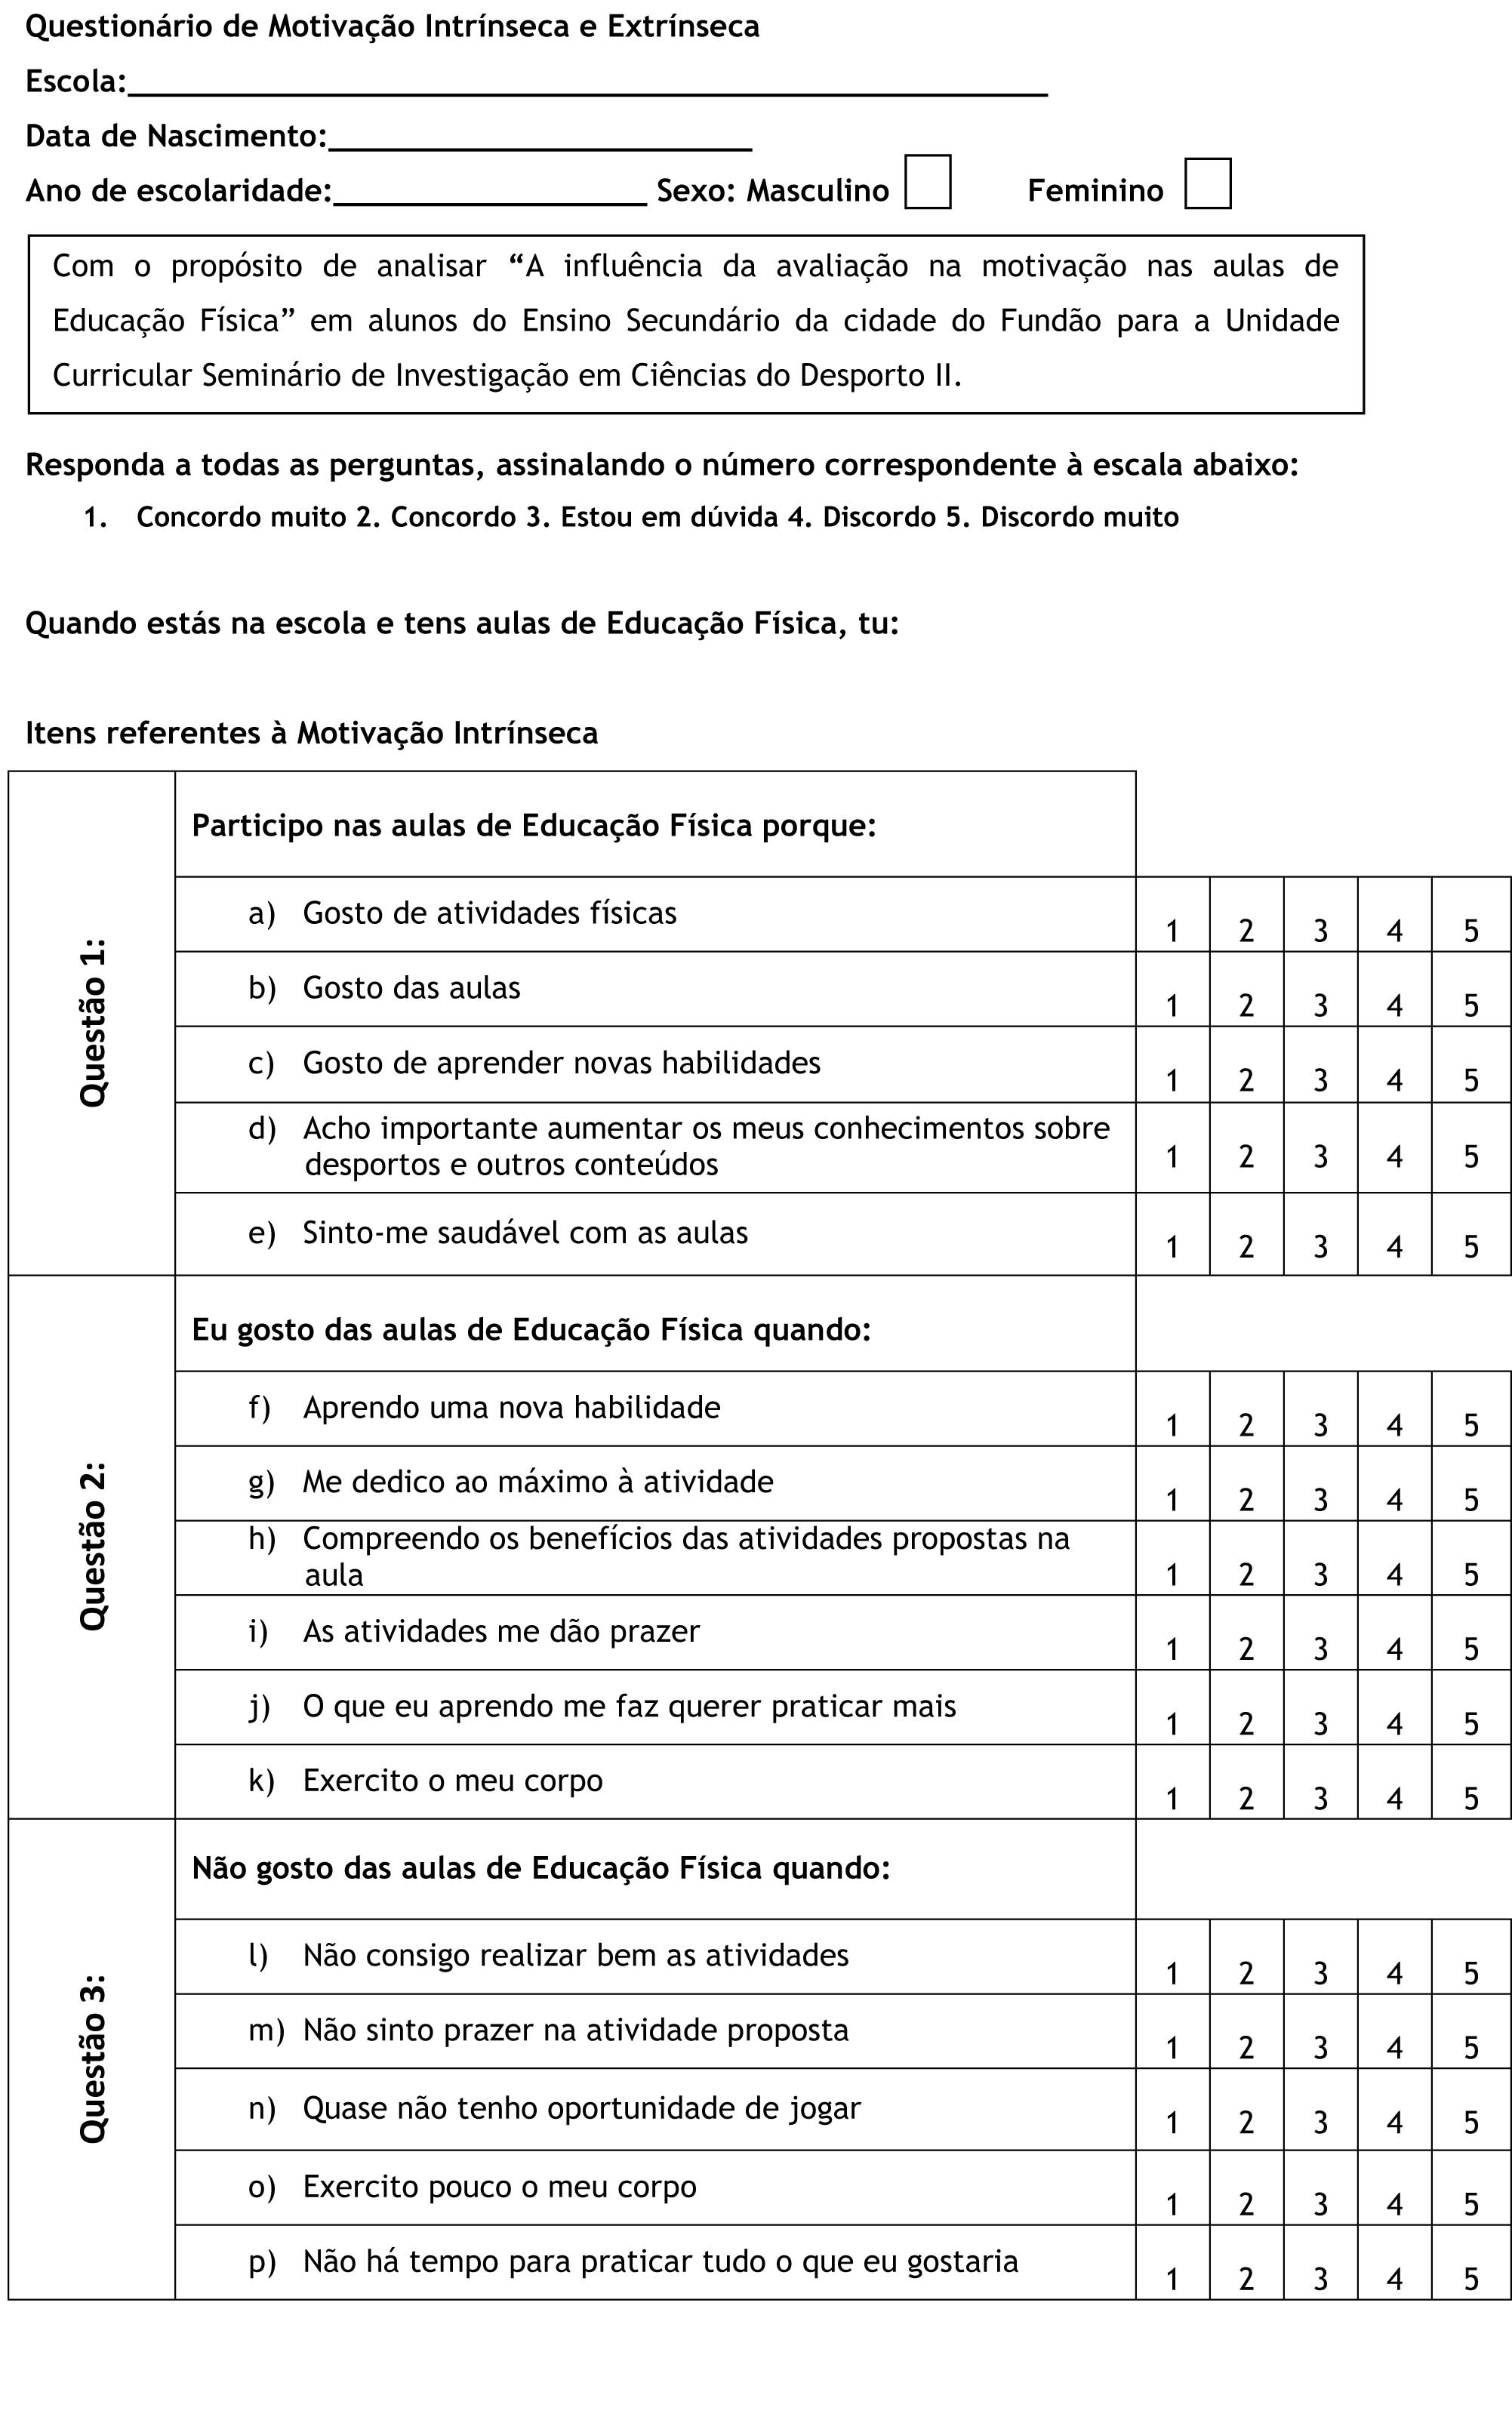 Questionário de Motivação Intrínseca e Extrínseca
Escola:
Data de Nascimento:
Ano de escolaridade: Sexo: Masculino Feminino
Com o propósito de analisar “A influência da avaliação na motivação nas aulas de
Educação Física” em alunos do Ensino Secundário da cidade do Fundão para a Unidade
Curricular Seminário de Investigação em Ciências do Desporto II.
Responda a todas as perguntas, assinalando o número correspondente à escala abaixo:
1. Concordo muito 2. Concordo 3. Estou em dúvida 4. Discordo 5. Discordo muito
Quando estás na escola e tens aulas de Educação Física, tu:
Itens referentes à Motivação Intrínseca
Questão 1:
Participo nas aulas de Educação Física porque:
a) Gosto de atividades físicas 1 2 3 4 5
b) Gosto das aulas 1 2 3 4 5
c) Gosto de aprender novas habilidades 1 2 3 4 5
d) Acho importante aumentar os meus conhecimentos sobre
desportos e outros conteúdos 1 2 3 4 5
e) Sinto-me saudável com as aulas 1 2 3 4 5
Questão 2:
Eu gosto das aulas de Educação Física quando:
f) Aprendo uma nova habilidade 1 2 3 4 5
g) Me dedico ao máximo à atividade 1 2 3 4 5
h) Compreendo os benefícios das atividades propostas na
aula 1 2 3 4 5
i) As atividades me dão prazer 1 2 3 4 5
j) O que eu aprendo me faz querer praticar mais 1 2 3 4 5
k) Exercito o meu corpo 1 2 3 4 5
Questão 3:
Não gosto das aulas de Educação Física quando:
l) Não consigo realizar bem as atividades 1 2 3 4 5
m) Não sinto prazer na atividade proposta 1 2 3 4 5
n) Quase não tenho oportunidade de jogar 1 2 3 4 5
o) Exercito pouco o meu corpo 1 2 3 4 5
p) Não há tempo para praticar tudo o que eu gostaria 1 2 3 4 5